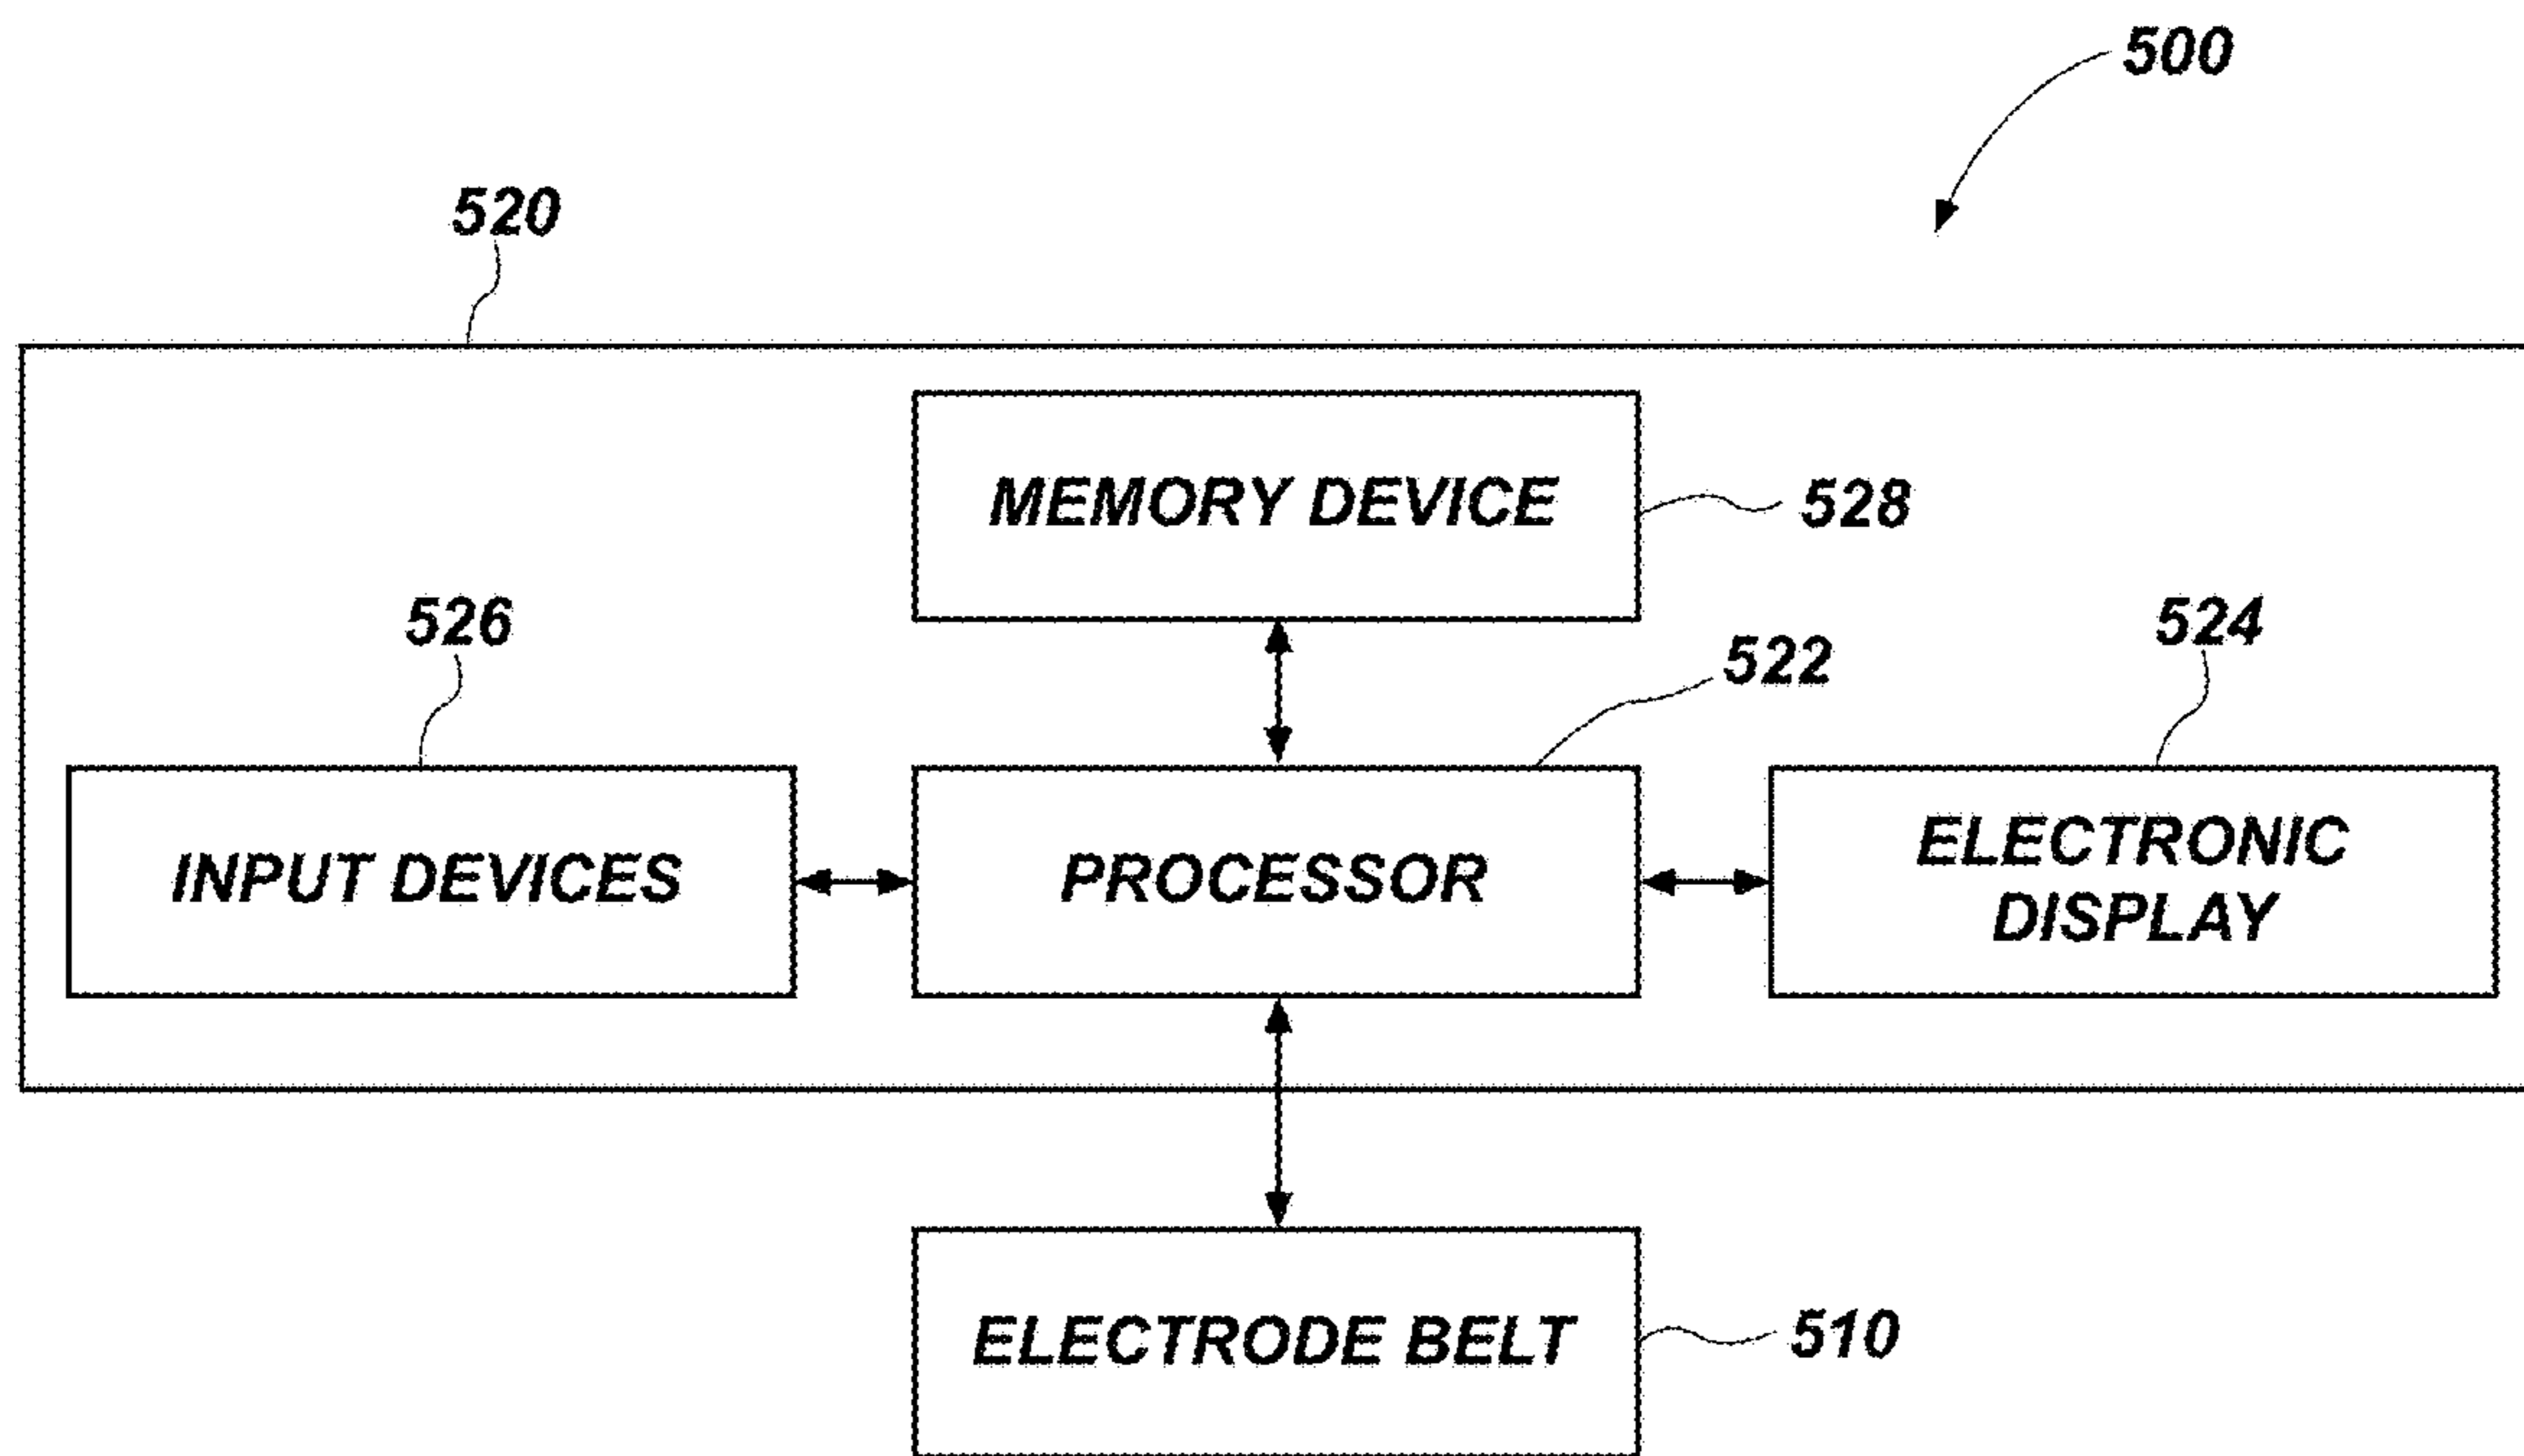 500
520
MEMORY DEVICE
528
526
522
524
INPUT DEVICES
PROCESSOR
ELECTRONIC
DISPLAY
ELECTRODE BELT
510